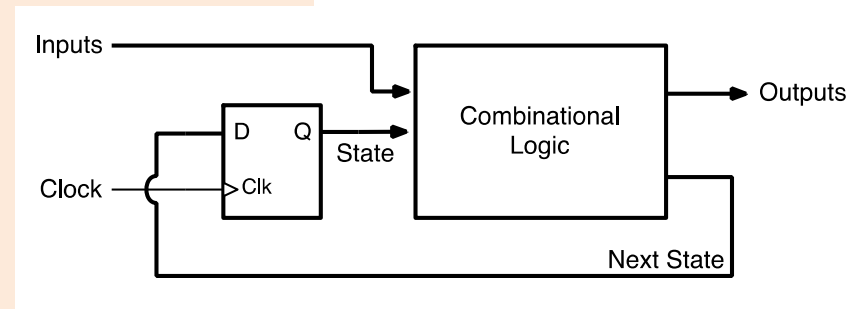 Inputs
Outputs
Combinational
Logic
D
Q
State
Clock
Clk
Next State